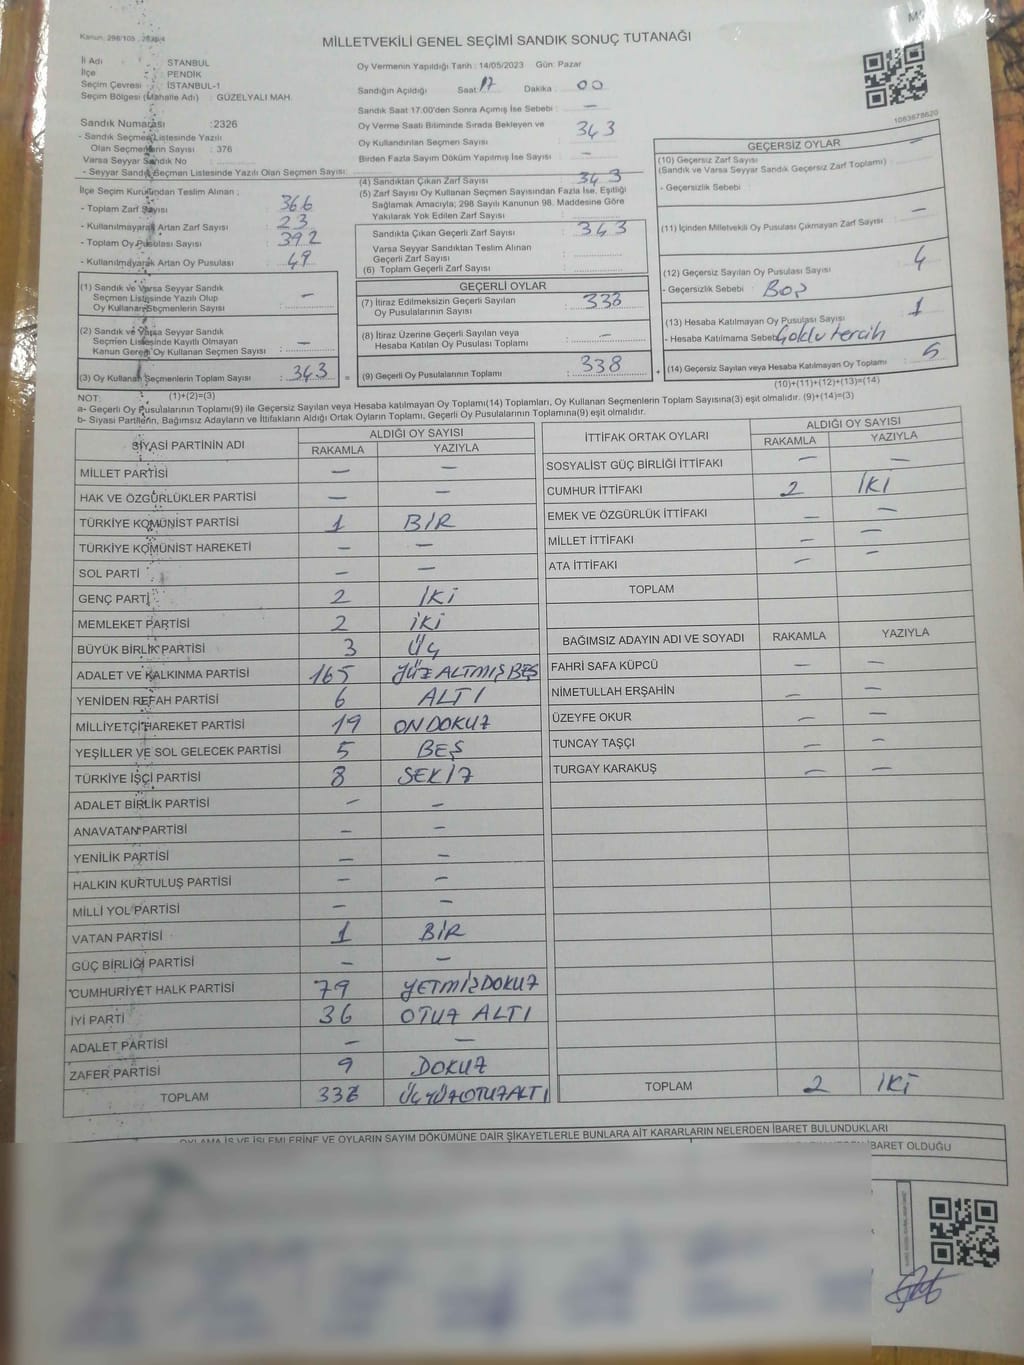 Kanun. 298/105
MİLLETVEKİLİ GENEL SEÇİMİ SANDIK SONUÇ TUTANAĞI
İl Adı : İSTANBUL
İlçe : PENDİK
Seçim Çevresi : İSTANBUL-1
Seçim Bölgesi (Mahalle Adı) : GÜZELYALI MAH.
Oy Vermenin Yapıldığı Tarih : 14/05/2023 Gün: Pazar
Sandığın Açıldığı Saat 17 Dakika : 00
Sandık Saat 17:00'den Sonra Açılmış İse Sebebi : —
1083678620
Sandık Numarası :2326
- Sandık Seçmen Listesinde Yazılı
Olan Seçmenlerin Sayısı : 376
Varsa Seyyar Sandık No :
- Seyyar Sandık Seçmen Listesinde Yazılı Olan Seçmen Sayısı:
Oy Verme Saati Bitiminde Sırada Bekleyen ve
Oy Kullandırılan Seçmen Sayısı : 343
Birden Fazla Sayım Döküm Yapılmış İse Sayısı : —
İlçe Seçim Kurulundan Teslim Alınan :
- Toplam Zarf Sayısı : 366
- Kullanılmayarak Artan Zarf Sayısı : 23
- Toplam Oy Pusulası Sayısı : 392
- Kullanılmayarak Artan Oy Pusulası : 49
(4) Sandıktan Çıkan Zarf Sayısı : 343
(5) Zarf Sayısı Oy Kullanan Seçmen Sayısından Fazla İse, Eşitliği
Sağlamak Amacıyla; 298 Sayılı Kanunun 98. Maddesine Göre
Yakılarak Yok Edilen Zarf Sayısı :
Sandıkta Çıkan Geçerli Zarf Sayısı : 343
Varsa Seyyar Sandıktan Teslim Alınan
Geçerli Zarf Sayısı :
(6) Toplam Geçerli Zarf Sayısı :
GEÇERSİZ OYLAR
(10) Geçersiz Zarf Sayısı : —
(Sandık ve Varsa Seyyar Sandık Geçersiz Zarf Toplamı)
- Geçersizlik Sebebi :
(11) İçinden Milletvekili Oy Pusulası Çıkmayan Zarf Sayısı : —
(12) Geçersiz Sayılan Oy Pusulası Sayısı : 4
- Geçersizlik Sebebi : Boş
(13) Hesaba Katılmayan Oy Pusulası Sayısı : 1
- Hesaba Katılmama Sebebi: Çoklu tercih
(14) Geçersiz Sayılan veya Hesaba Katılmayan Oy Toplamı : 5
(10)+(11)+(12)+(13)=(14)
(1) Sandık ve Varsa Seyyar Sandık
Seçmen Listesinde Yazılı Olup
Oy Kullanan Seçmenlerin Sayısı : —
(2) Sandık ve Varsa Seyyar Sandık
Seçmen Listesinde Kayıtlı Olmayan
Kanun Gereği Oy Kullanan Seçmen Sayısı : —
(3) Oy Kullanan Seçmenlerin Toplam Sayısı : 343
(1)+(2)=(3)
GEÇERLİ OYLAR
(7) İtiraz Edilmeksizin Geçerli Sayılan
Oy Pusulalarının Sayısı : 338
(8) İtiraz Üzerine Geçerli Sayılan veya
Hesaba Katılan Oy Pusulası Toplamı : —
(9) Geçerli Oy Pusulalarının Toplamı : 338
NOT:
a- Geçerli Oy Pusulalarının Toplamı(9) ile Geçersiz Sayılan veya Hesaba katılmayan Oy Toplamı(14) Toplamları, Oy Kullanan Seçmenlerin Toplam Sayısına(3) eşit olmalıdır. (9)+(14)=(3)
b- Siyasi Partilerin, Bağımsız Adayların ve İttifakların Aldığı Ortak Oyların Toplamı, Geçerli Oy Pusulalarının Toplamına(9) eşit olmalıdır.
SİYASİ PARTİNİN ADI ALDIĞI OY SAYISI
RAKAMLA YAZIYLA
MİLLET PARTİSİ — —
HAK VE ÖZGÜRLÜKLER PARTİSİ — —
TÜRKİYE KOMÜNİST PARTİSİ 1 BİR
TÜRKİYE KOMÜNİST HAREKETİ — —
SOL PARTİ — —
GENÇ PARTİ 2 İKİ
MEMLEKET PARTİSİ 2 İKİ
BÜYÜK BİRLİK PARTİSİ 3 ÜÇ
ADALET VE KALKINMA PARTİSİ 165 YÜZALTMIŞBEŞ
YENİDEN REFAH PARTİSİ 6 ALTI
MİLLİYETÇİ HAREKET PARTİSİ 19 ONDOKUZ
YEŞİLLER VE SOL GELECEK PARTİSİ 5 BEŞ
TÜRKİYE İŞÇİ PARTİSİ 8 SEKİZ
ADALET BİRLİK PARTİSİ — —
ANAVATAN PARTİSİ — —
YENİLİK PARTİSİ — —
HALKIN KURTULUŞ PARTİSİ — —
MİLLİ YOL PARTİSİ — —
VATAN PARTİSİ 1 BİR
GÜÇ BİRLİĞİ PARTİSİ — —
CUMHURİYET HALK PARTİSİ 79 YETMİŞDOKUZ
İYİ PARTİ 36 OTUZ ALTI
ADALET PARTİSİ — —
ZAFER PARTİSİ 9 DOKUZ
TOPLAM 336 ÜÇYÜZOTUZALTI
İTTİFAK ORTAK OYLARI ALDIĞI OY SAYISI
RAKAMLA YAZIYLA
SOSYALİST GÜÇ BİRLİĞİ İTTİFAKI — —
CUMHUR İTTİFAKI 2 İKİ
EMEK VE ÖZGÜRLÜK İTTİFAKI — —
MİLLET İTTİFAKI — —
ATA İTTİFAKI — —
TOPLAM
BAĞIMSIZ ADAYIN ADI VE SOYADI RAKAMLA YAZIYLA
FAHRİ SAFA KÜPCÜ — —
NİMETULLAH ERŞAHİN — —
ÜZEYFE OKUR — —
TUNCAY TAŞÇI — —
TURGAY KARAKUŞ — —
TOPLAM 2 İKİ
OYLAMA İŞ VE İŞLEMLERİNE VE OYLARIN SAYIM DÖKÜMÜNE DAİR ŞİKAYETLERLE BUNLARA AİT KARARLARIN NELERDEN İBARET BULUNDUKLARI
İBARET OLDUĞU